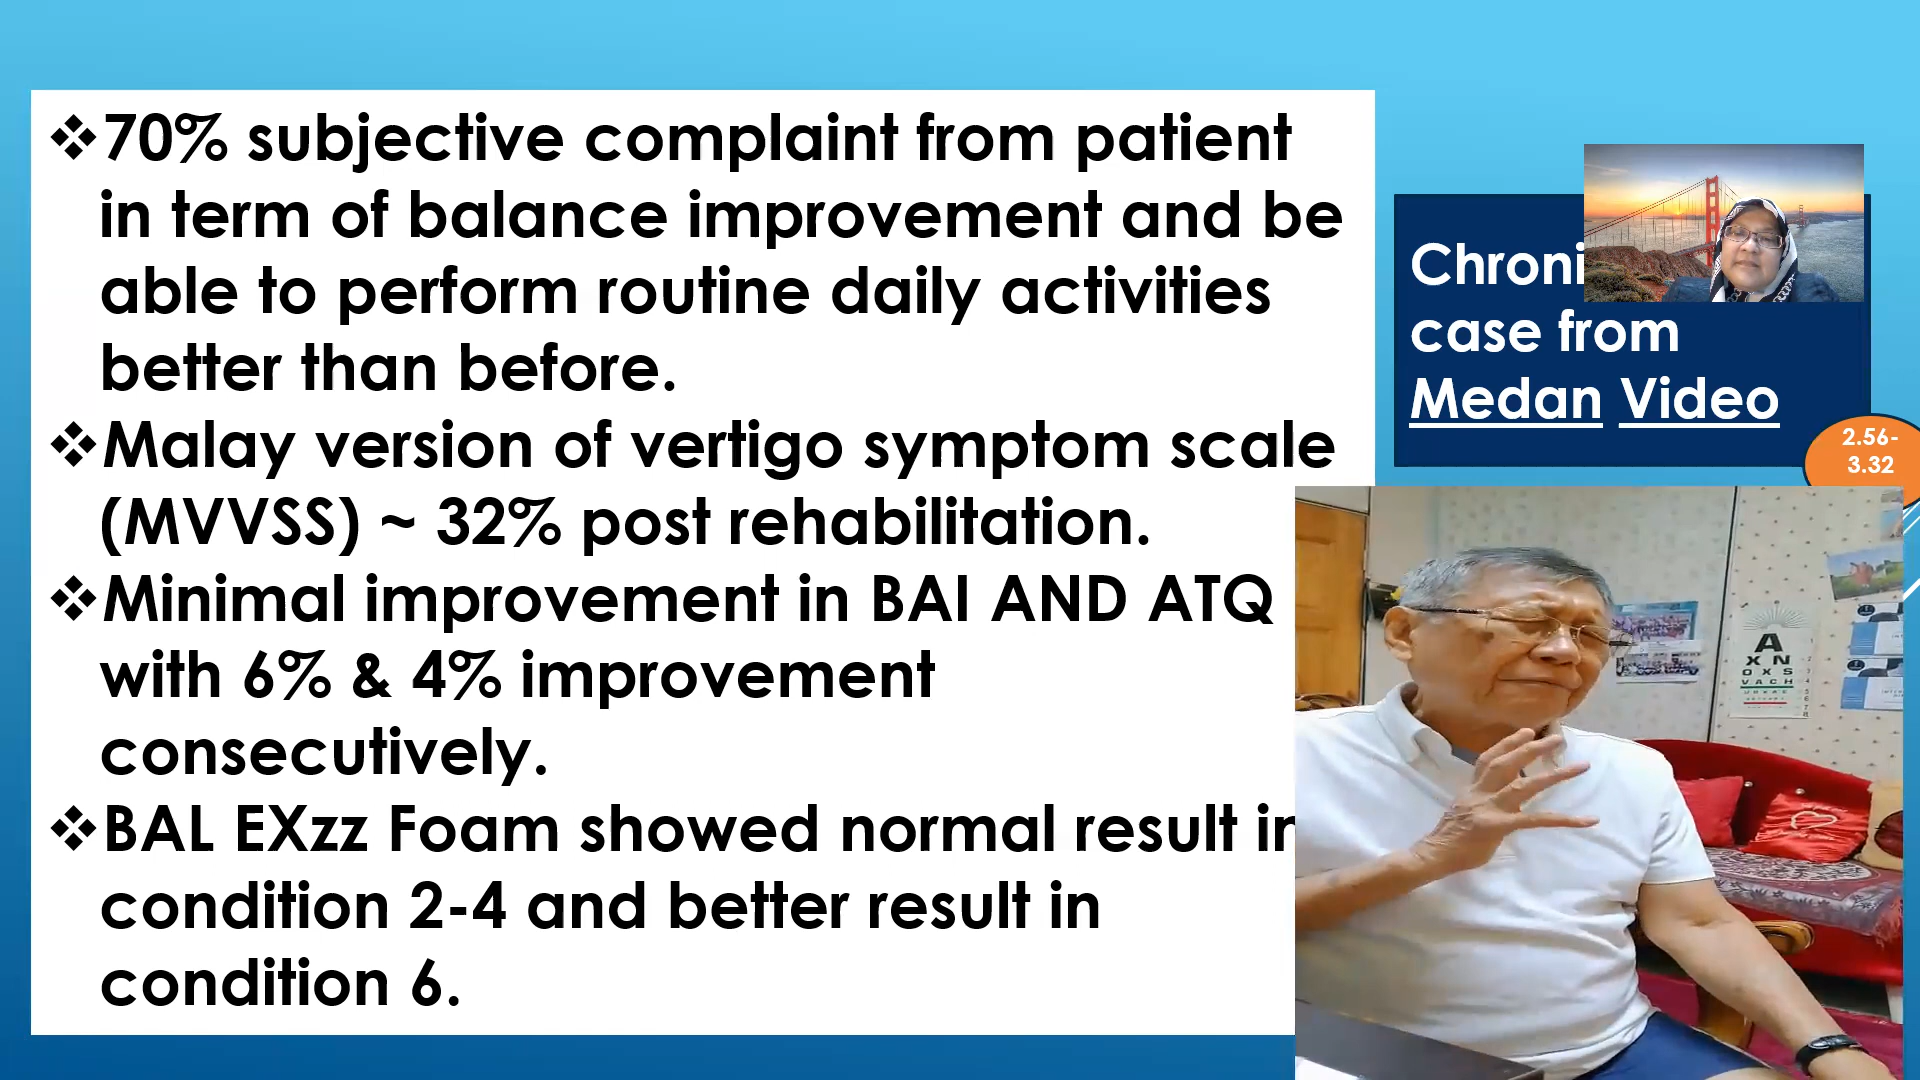 ❖70% subjective complaint from patient
in term of balance improvement and be
able to perform routine daily activities
better than before.
❖Malay version of vertigo symptom scale
(MVVSS) ~ 32% post rehabilitation.
❖Minimal improvement in BAI AND ATQ
with 6% & 4% improvement
consecutively.
❖BAL EXzz Foam showed normal result in
condition 2-4 and better result in
condition 6.
Chroni
case from
Medan Video
2.56-
3.32
A
X N
O X S
V A C H